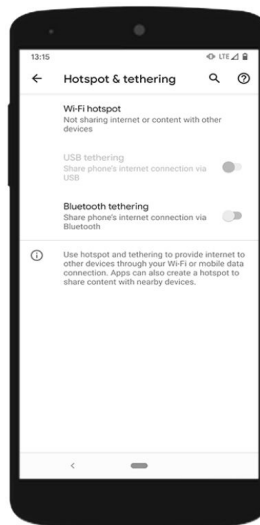 13:15
LTE
Hotspot & tethering
Wi-Fi hotspot
Not sharing internet or content with other
devices
USB tethering
Share phone's internet connection via
USB
Bluetooth tethering
Share phone's internet connection via
Bluetooth
Use hotspot and tethering to provide internet to
other devices through your Wi-Fi or mobile data
connection. Apps can also create a hotspot to
share content with nearby devices.